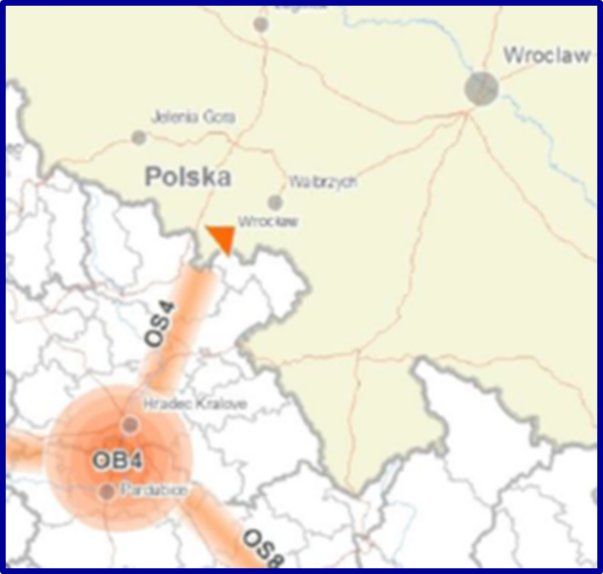 Wroclaw
Jelenia Gora
Polska
Walbrzych
Wroclaw
OS4
Hradec Kralove
OB4
Pardubice
OS8